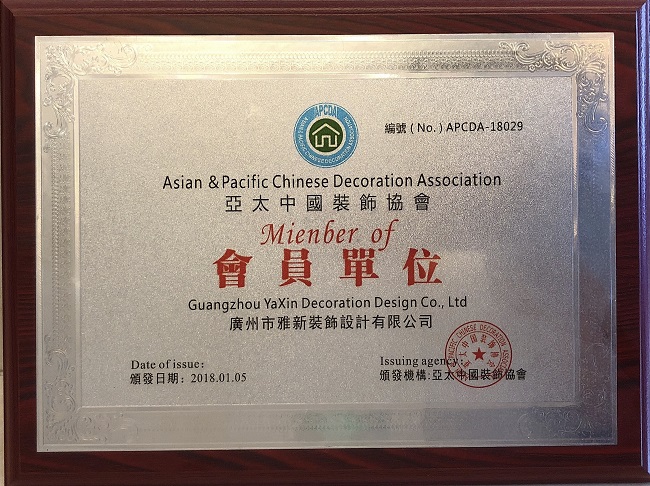 APCDA
編號 ( No. ) APCDA-18029
Asian & Pacific Chinese Decoration Association
亞太中國裝飾協會
Mienber of
會員單位
Guangzhou YaXin Decoration Design Co., Ltd
廣州市雅新裝飾設計有限公司
Date of issue:
頒發日期: 2018.01.05
Issuing agency:
頒發機構:亞太中國裝飾協會